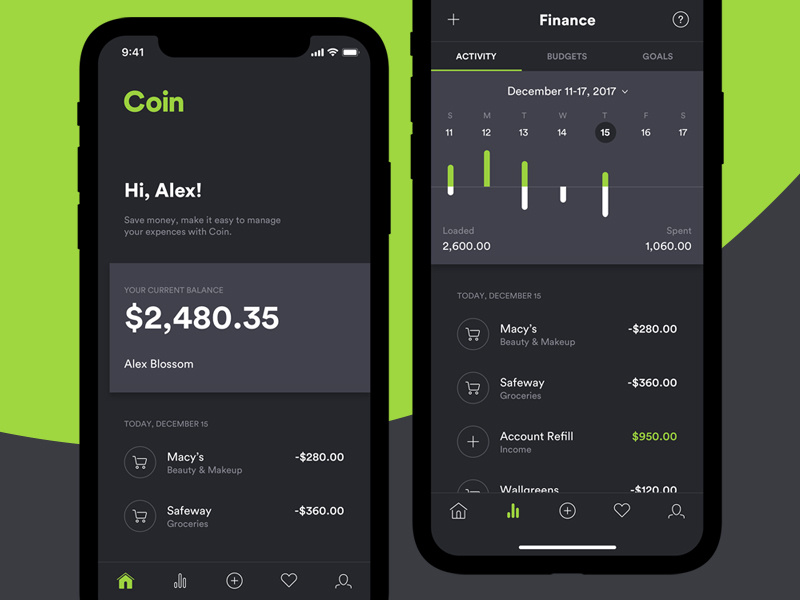 9:41
Coin
Hi, Alex!
Save money, make it easy to manage
your expences with Coin.
YOUR CURRENT BALANCE
$2,480.35
Alex Blossom
TODAY, DECEMBER 15
Macy's
-$280.00
Beauty & Makeup
Safeway
-$360.00
Groceries
Finance
?
ACTIVITY BUDGETS GOALS
December 11-17, 2017
S M T W T F S
11 12 13 14 15 16 17
Loaded Spent
2,600.00 1,060.00
TODAY, DECEMBER 15
Macy's
-$280.00
Beauty & Makeup
Safeway
-$360.00
Groceries
Account Refill
$950.00
Income
Wallgreens
-$120.00